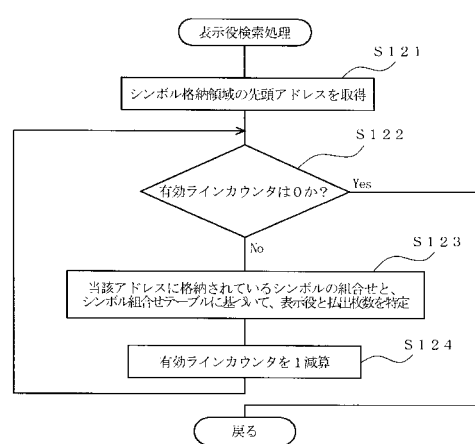 表示役検索処理
S121
シンボル格納領域の先頭アドレスを取得
S122
有効ラインカウンタは0か?
Yes
No
S123
当該アドレスに格納されているシンボルの組合せと、
シンボル組合せテーブルに基づいて、表示役と払出枚数を特定
S124
有効ラインカウンタを1減算
戻る